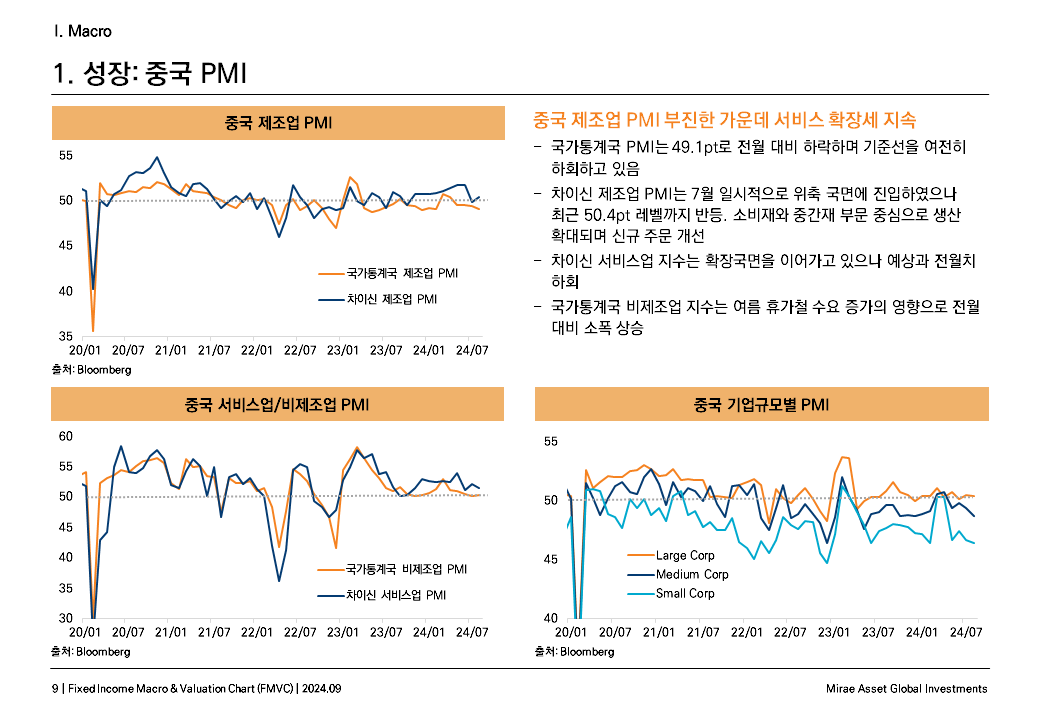 I. Macro
1. 성장: 중국 PMI
중국 제조업 PMI
55
50
45
40
35
국가통계국 제조업 PMI
차이신 제조업 PMI
20/01 20/07 21/01 21/07 22/01 22/07 23/01 23/07 24/01 24/07
출처: Bloomberg
중국 제조업 PMI 부진한 가운데 서비스 확장세 지속
– 국가통계국 PMI는 49.1pt로 전월 대비 하락하며 기준선을 여전히
하회하고 있음
– 차이신 제조업 PMI는 7월 일시적으로 위축 국면에 진입하였으나
최근 50.4pt 레벨까지 반등. 소비재와 중간재 부문 중심으로 생산
확대되며 신규 주문 개선
– 차이신 서비스업 지수는 확장국면을 이어가고 있으나 예상과 전월치
하회
– 국가통계국 비제조업 지수는 여름 휴가철 수요 증가의 영향으로 전월
대비 소폭 상승
중국 서비스업/비제조업 PMI
60
55
50
45
40
35
30
국가통계국 비제조업 PMI
차이신 서비스업 PMI
20/01 20/07 21/01 21/07 22/01 22/07 23/01 23/07 24/01 24/07
출처: Bloomberg
중국 기업규모별 PMI
55
50
45
40
Large Corp
Medium Corp
Small Corp
20/01 20/07 21/01 21/07 22/01 22/07 23/01 23/07 24/01 24/07
출처: Bloomberg
9 | Fixed Income Macro & Valuation Chart (FMVC) | 2024.09
Mirae Asset Global Investments